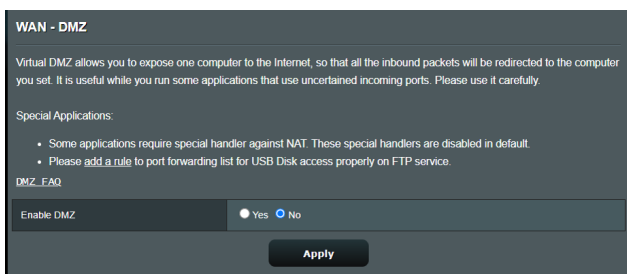 WAN - DMZ
Virtual DMZ allows you to expose one computer to the Internet, so that all the inbound packets will be redirected to the computer
you set. It is useful while you run some applications that use uncertained incoming ports. Please use it carefully.
Special Applications:
• Some applications require special handler against NAT. These special handlers are disabled in default.
• Please add a rule to port forwarding list for USB Disk access properly on FTP service.
DMZ FAQ
Enable DMZ Yes No
Apply